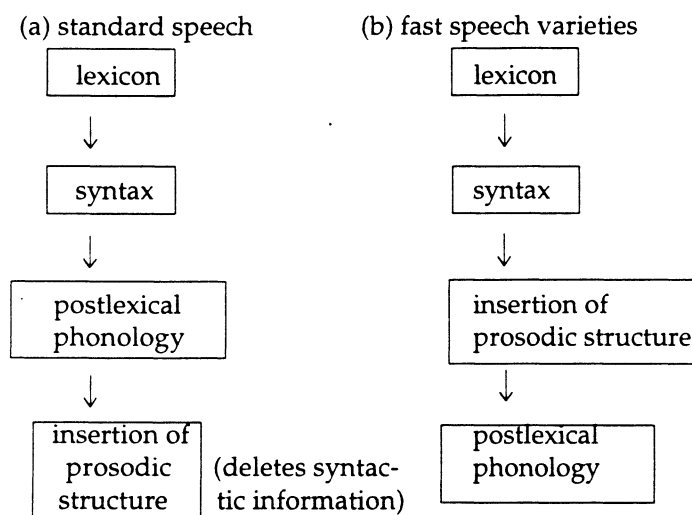 (a) standard speech
lexicon
syntax
postlexical
phonology
insertion of
prosodic
structure
(deletes syntac-
tic information)
(b) fast speech varieties
lexicon
syntax
insertion of
prosodic structure
postlexical
phonology